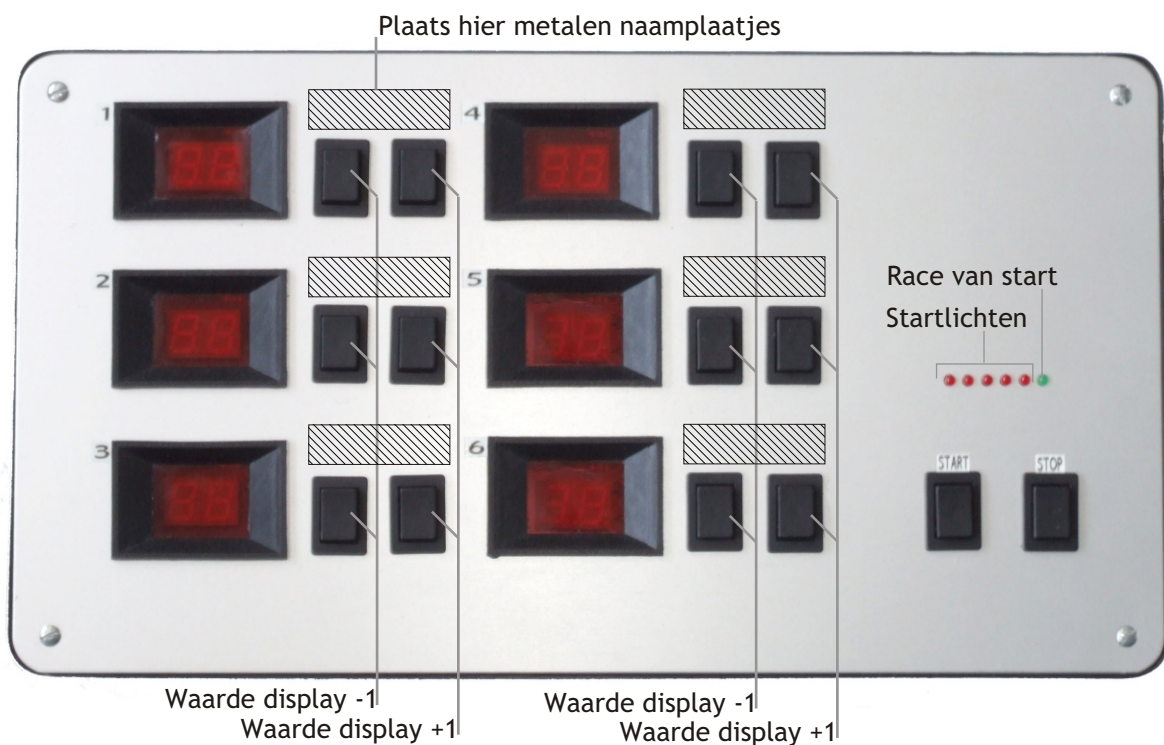 Plaats hier metalen naamplaatjes
1
4
2
5
Race van start
Startlichten
3
6
START
STOP
Waarde display -1
Waarde display +1
Waarde display -1
Waarde display +1